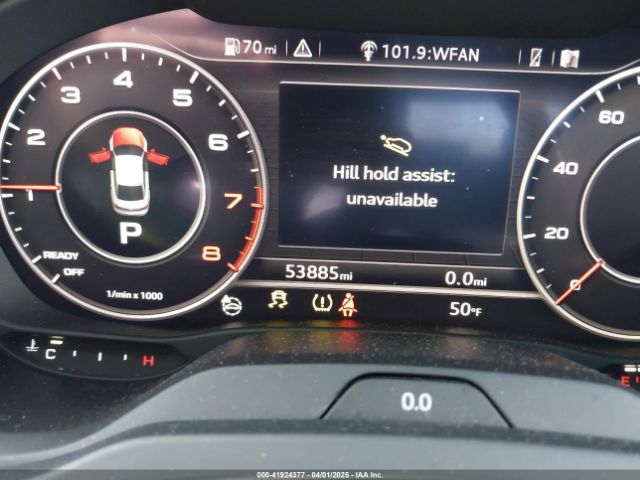 70 mi
101.9:WFAN
1
2
3
4
5
6
7
8
READY
OFF
1/min x 1000
P
Hill hold assist:
unavailable
53885mi
0.0mi
50°F
0
20
40
60
C
H
E
0.0
000-41924377 - 04/01/2025 - IAA Inc.